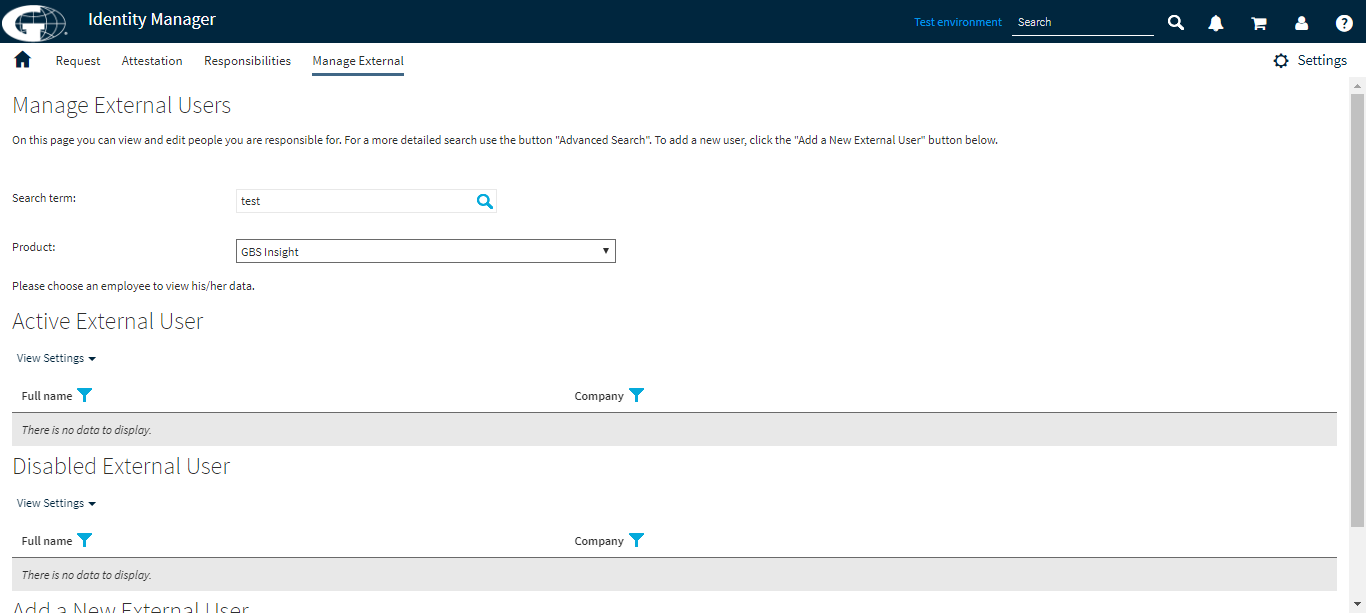 Identity Manager
Test environment Search
Request Attestation Responsibilities Manage External Settings
Manage External Users
On this page you can view and edit people you are responsible for. For a more detailed search use the button "Advanced Search". To add a new user, click the "Add a New External User" button below.
Search term: test
Product: GBS Insight
Please choose an employee to view his/her data.
Active External User
View Settings
Full name Company
There is no data to display.
Disabled External User
View Settings
Full name Company
There is no data to display.
Add a New External User